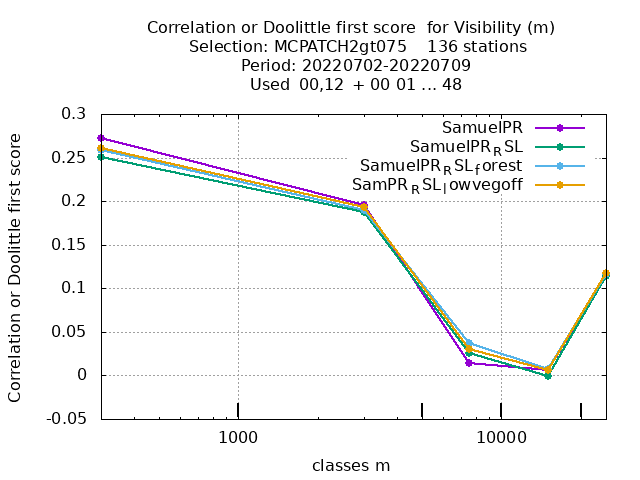 Correlation or Doolittle first score  for Visibility (m)
Selection: MCPATCH2gt075    136 stations
Period: 20220702-20220709
Used  00,12  + 00 01 ... 48
Correlation or Doolittle first score
0.3
0.25
0.2
0.15
0.1
0.05
0
-0.05
SamuelPR
SamuelPR_RSL
SamuelPR_RSL_forest
SamPR_RSL_lowvegoff
1000
10000
classes m